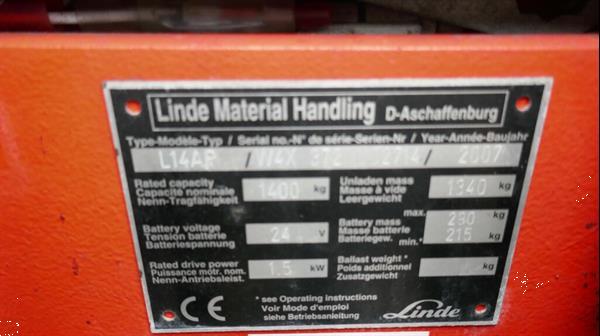 Linde Material Handling D-Aschaffenburg
Type-Modèle-Typ / Serial no.-N° de série-Serien-Nr / Year-Année-Baujahr
L14AP / W4X 372 / 2007
Rated capacity
Capacité nominale 1400 kg
Nenn-Tragfähigkeit
Unladen mass
Masse à vide 1340 kg
Leergewicht
Battery voltage
Tension batterie 24 V
Batteriespannung
max.
Battery mass 230 kg
Masse batterie
Batteriegew. min.* 215 kg
Rated drive power
Puissance motr. nom. 1.5 kW
Nenn-Antriebsleist.
Ballast weight *
Poids additionnel kg
Zusatzgewicht
CE
* see Operating instructions
Voir Mode d'emploi
siehe Betriebsanleitung
Linde